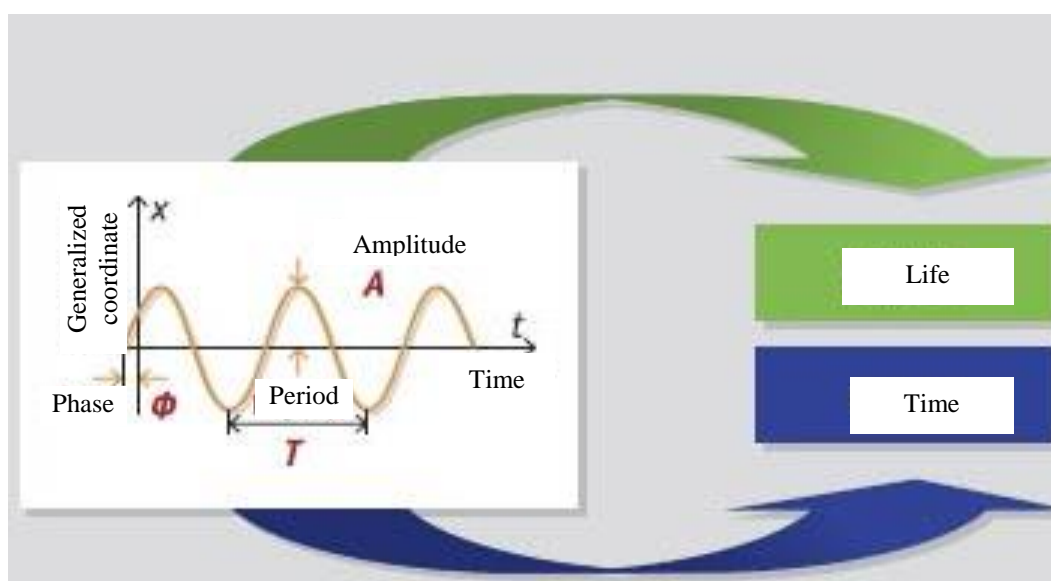 x
Generalized
coordinate
Amplitude
A
t
Time
Phase
Φ
Period
T
Life
Time